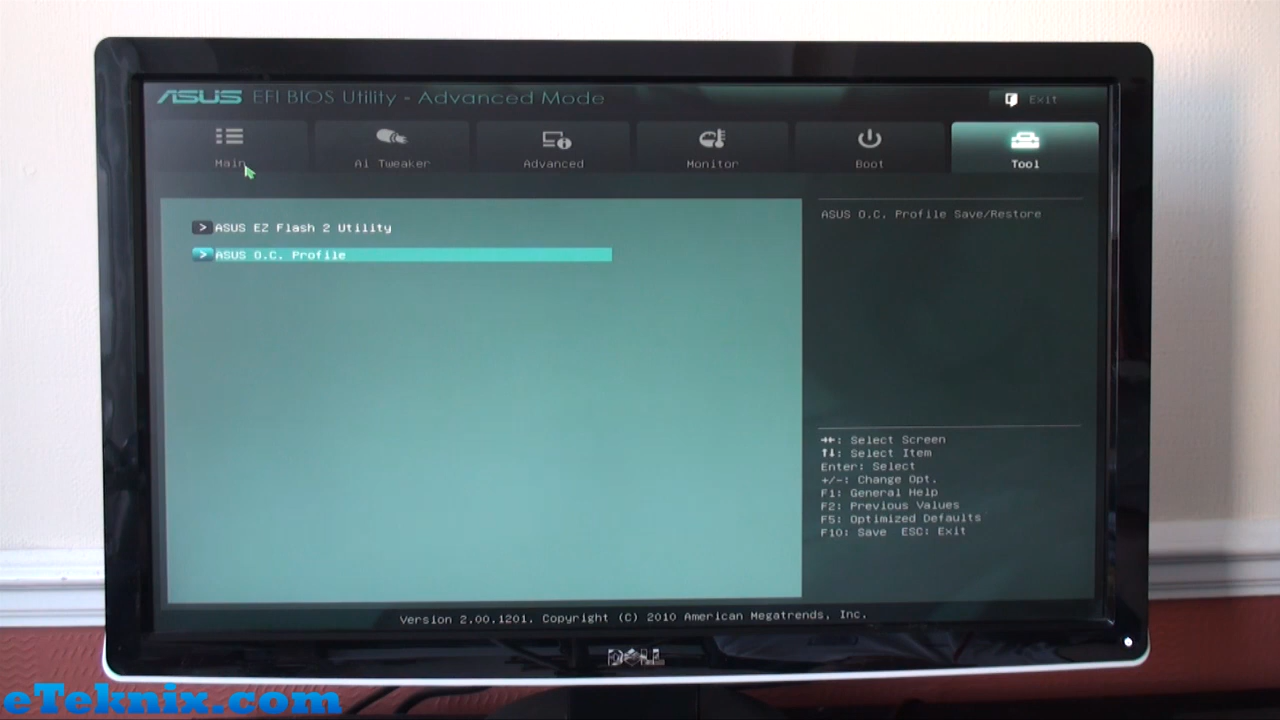 ASUS EFI BIOS Utility - Advanced Mode
Exit
Main
Ai Tweaker
Advanced
Monitor
Boot
Tool
> ASUS EZ Flash 2 Utility
> ASUS O.C. Profile
ASUS O.C. Profile Save/Restore
→←: Select Screen
↑↓: Select Item
Enter: Select
+/-: Change Opt.
F1: General Help
F2: Previous Values
F5: Optimized Defaults
F10: Save ESC: Exit
Version 2.00.1201. Copyright (C) 2010 American Megatrends, Inc.
DELL
eTeknix.com